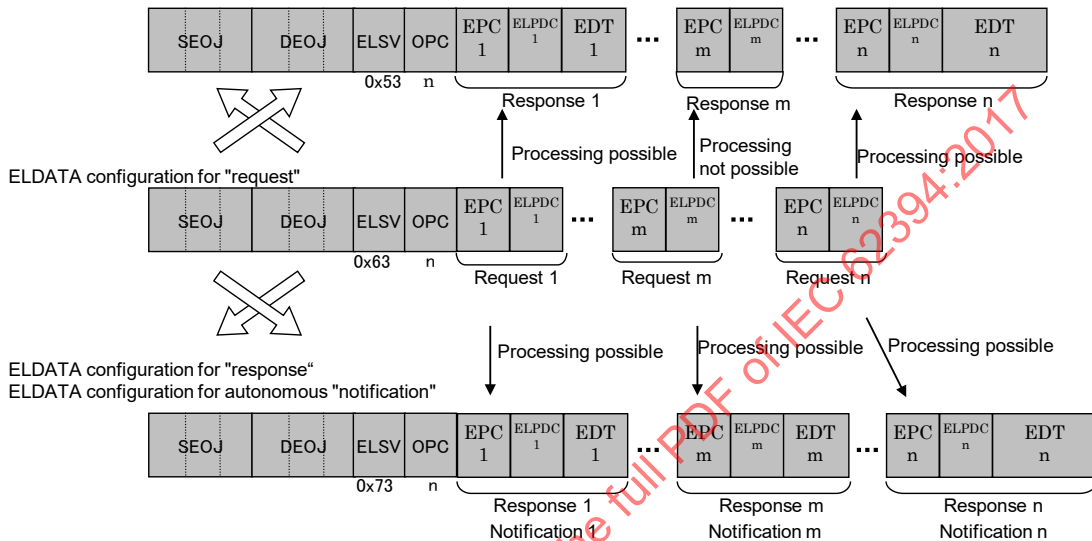 SEOJ DEOJ ELSV OPC EPC 1 ELPDC 1 EDT 1 ... EPC m ELPDC m ... EPC n ELPDC n EDT n
0x53 n
Response 1 Response m Response n
Processing possible Processing not possible Processing possible
ELDATA configuration for "request"
SEOJ DEOJ ELSV OPC EPC 1 ELPDC 1 ... EPC m ELPDC m ... EPC n ELPDC n
0x63 n
Request 1 Request m Request n
Processing possible Processing possible Processing possible
ELDATA configuration for "response“
ELDATA configuration for autonomous "notification"
SEOJ DEOJ ELSV OPC EPC 1 ELPDC 1 EDT 1 ... EPC m ELPDC m EDT m ... EPC n ELPDC n EDT n
0x73 n
Response 1 Response m Response n
Notification 1 Notification m Notification n
full PDF of IEC 62394:2017